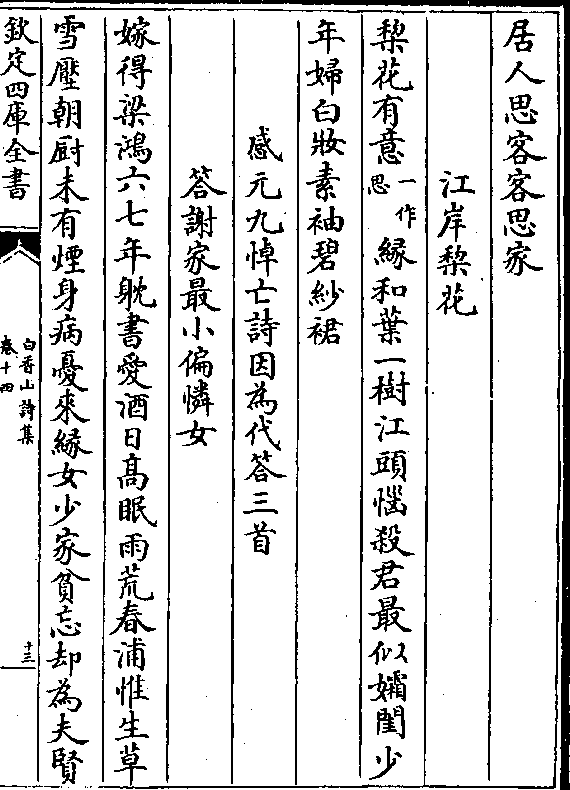 居人思客客思家
江岸梨花
梨花有意一作思緣和葉一樹江頭惱殺君最似孀閨少
年婦白妝素袖碧紗裙
感元九悼亡詩因為代答三首
答謝家最小偏憐女
嫁得梁鴻六七年躭書愛酒日髙眠雨荒春浦惟生草
雪壓朝厨未有煙身病憂來緣女少家貧忘却為夫賢
欽定四庫全書
白香山詩集
卷十四
十三